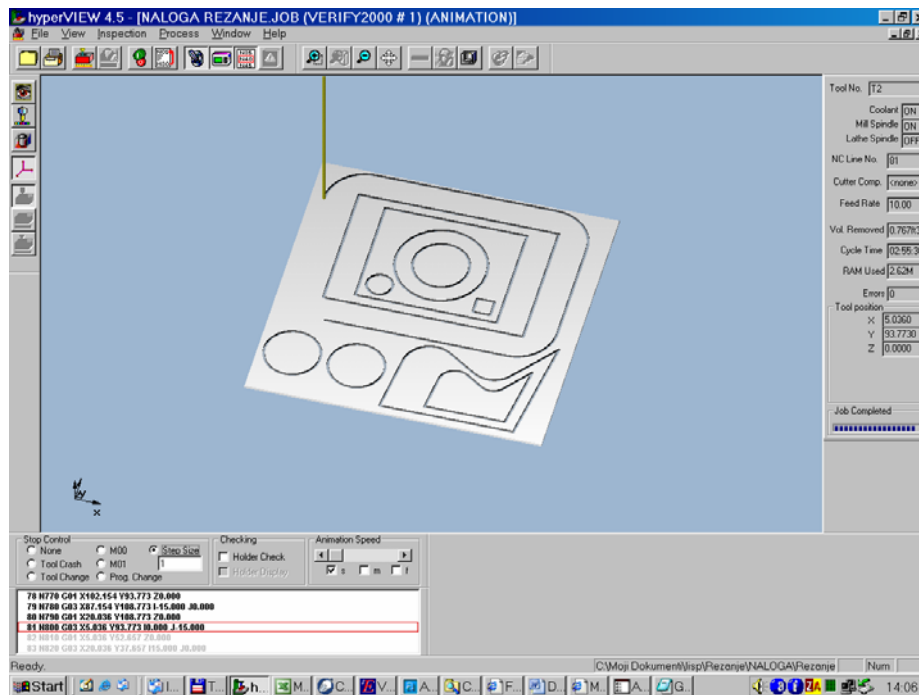 hyperVIEW 4.5 - [NALOGA REZANJE.JOB (VERIFY2000 # 1) (ANIMATION)]
File View Inspection Process Window Help
Tool No. T2
Coolant ON
Mill Spindle ON
Lathe Spindle OFF
NC Line No. 81
Cutter Comp. <none>
Feed Rate 10.00
Vol. Removed 0.767
Cycle Time 02:55:3
RAM Used 2.62M
Errors 0
Tool position
X 5.0360
Y 93.7730
Z 0.0000
Job Completed
x
Stop Control
None M00 Step Size
Tool Crash M01 1
Tool Change Prog. Change
Checking
Holder Check
Holder Display
Animation Speed
s m f
78 N770 G01 X102.154 Y93.773 Z0.000
79 N780 G03 X87.154 Y108.773 I-15.000 J0.000
80 N790 G01 X20.036 Y108.773 Z0.000
81 N800 G03 X5.036 Y93.773 I0.000 J-15.000
82 N810 G01 X5.036 Y52.657 Z0.000
83 N820 G03 X20.036 Y37.657 I15.000 J0.000
Ready. C:\Moji Dokumenti\lisp\Rezanje\NALOGA\Rezanje Num
Start I... T... h... M... C... V... A... C... F... D... M... A... G... 14:09